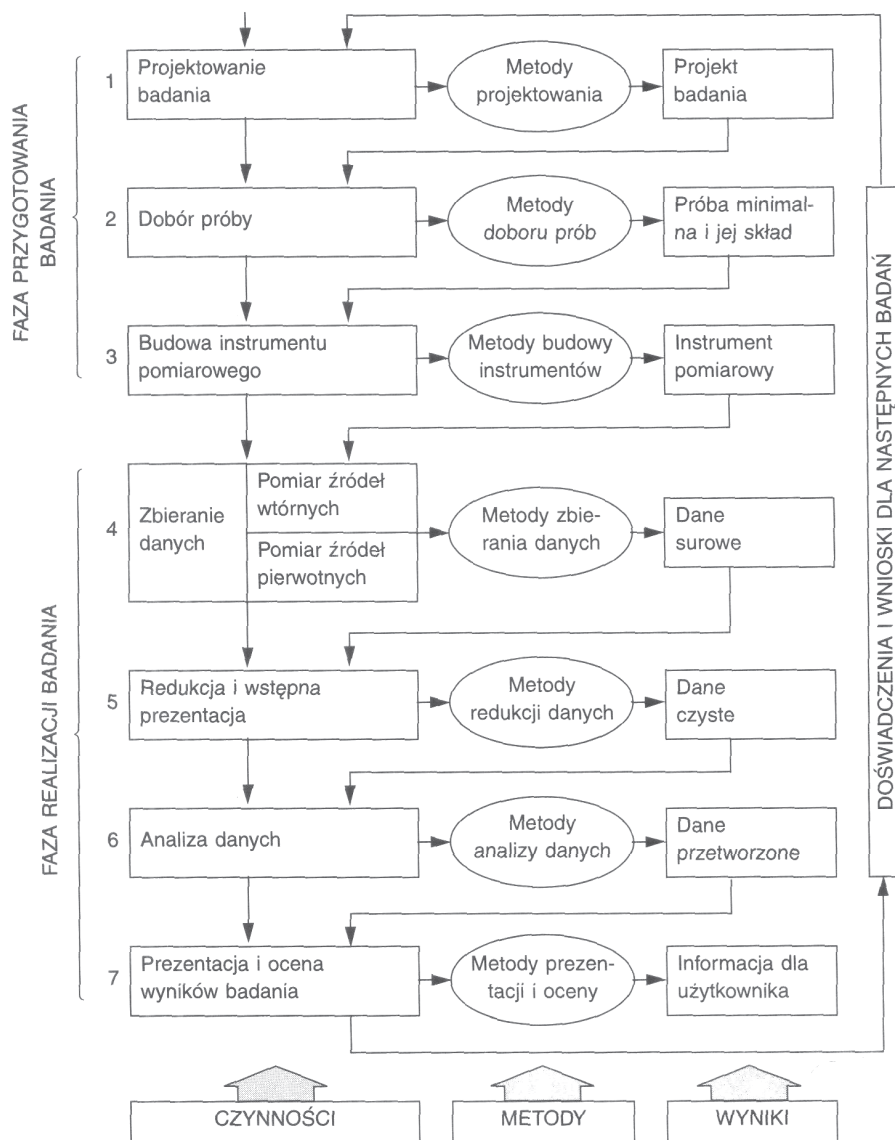 FAZA PRZYGOTOWANIA
BADANIA
1
Projektowanie
badania
Metody
projektowania
Projekt
badania
2
Dobór próby
Metody
doboru prób
Próba minimal-
na i jej skład
3
Budowa instrumentu
pomiarowego
Metody budowy
instrumentów
Instrument
pomiarowy
FAZA REALIZACJI BADANIA
4
Zbieranie
danych
Pomiar źródeł
wtórnych
Pomiar źródeł
pierwotnych
Metody zbie-
rania danych
Dane
surowe
5
Redukcja i wstępna
prezentacja
Metody
redukcji danych
Dane
czyste
6
Analiza danych
Metody
analizy danych
Dane
przetworzone
7
Prezentacja i ocena
wyników badania
Metody prezen-
tacji i oceny
Informacja dla
użytkownika
DOŚWIADCZENIA I WNIOSKI DLA NASTĘPNYCH BADAŃ
CZYNNOŚCI
METODY
WYNIKI